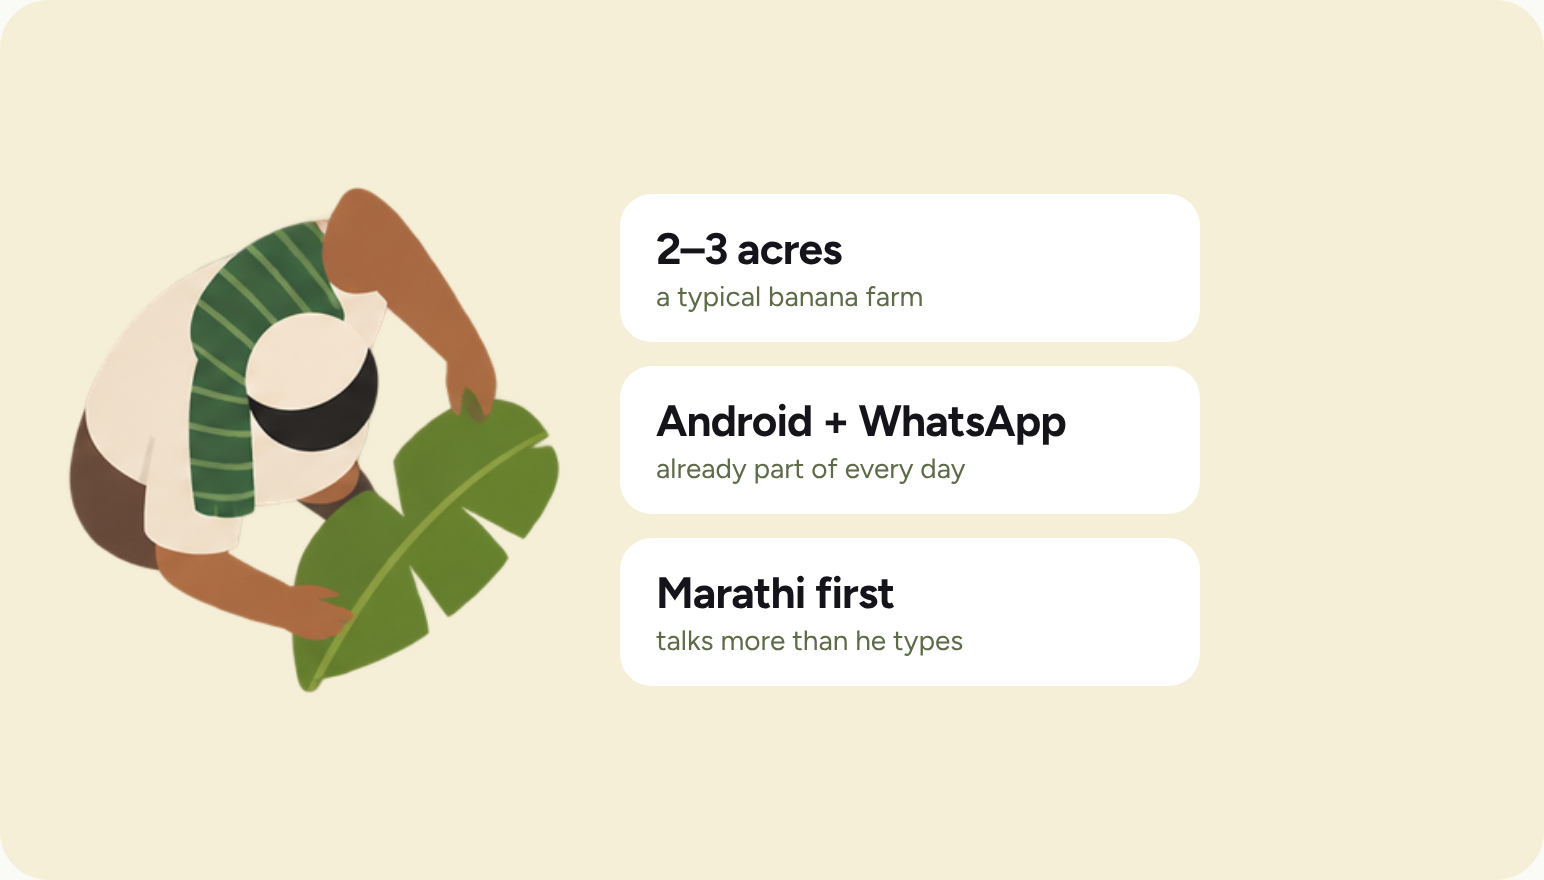 2–3 acres
a typical banana farm
Android + WhatsApp
already part of every day
Marathi first
talks more than he types